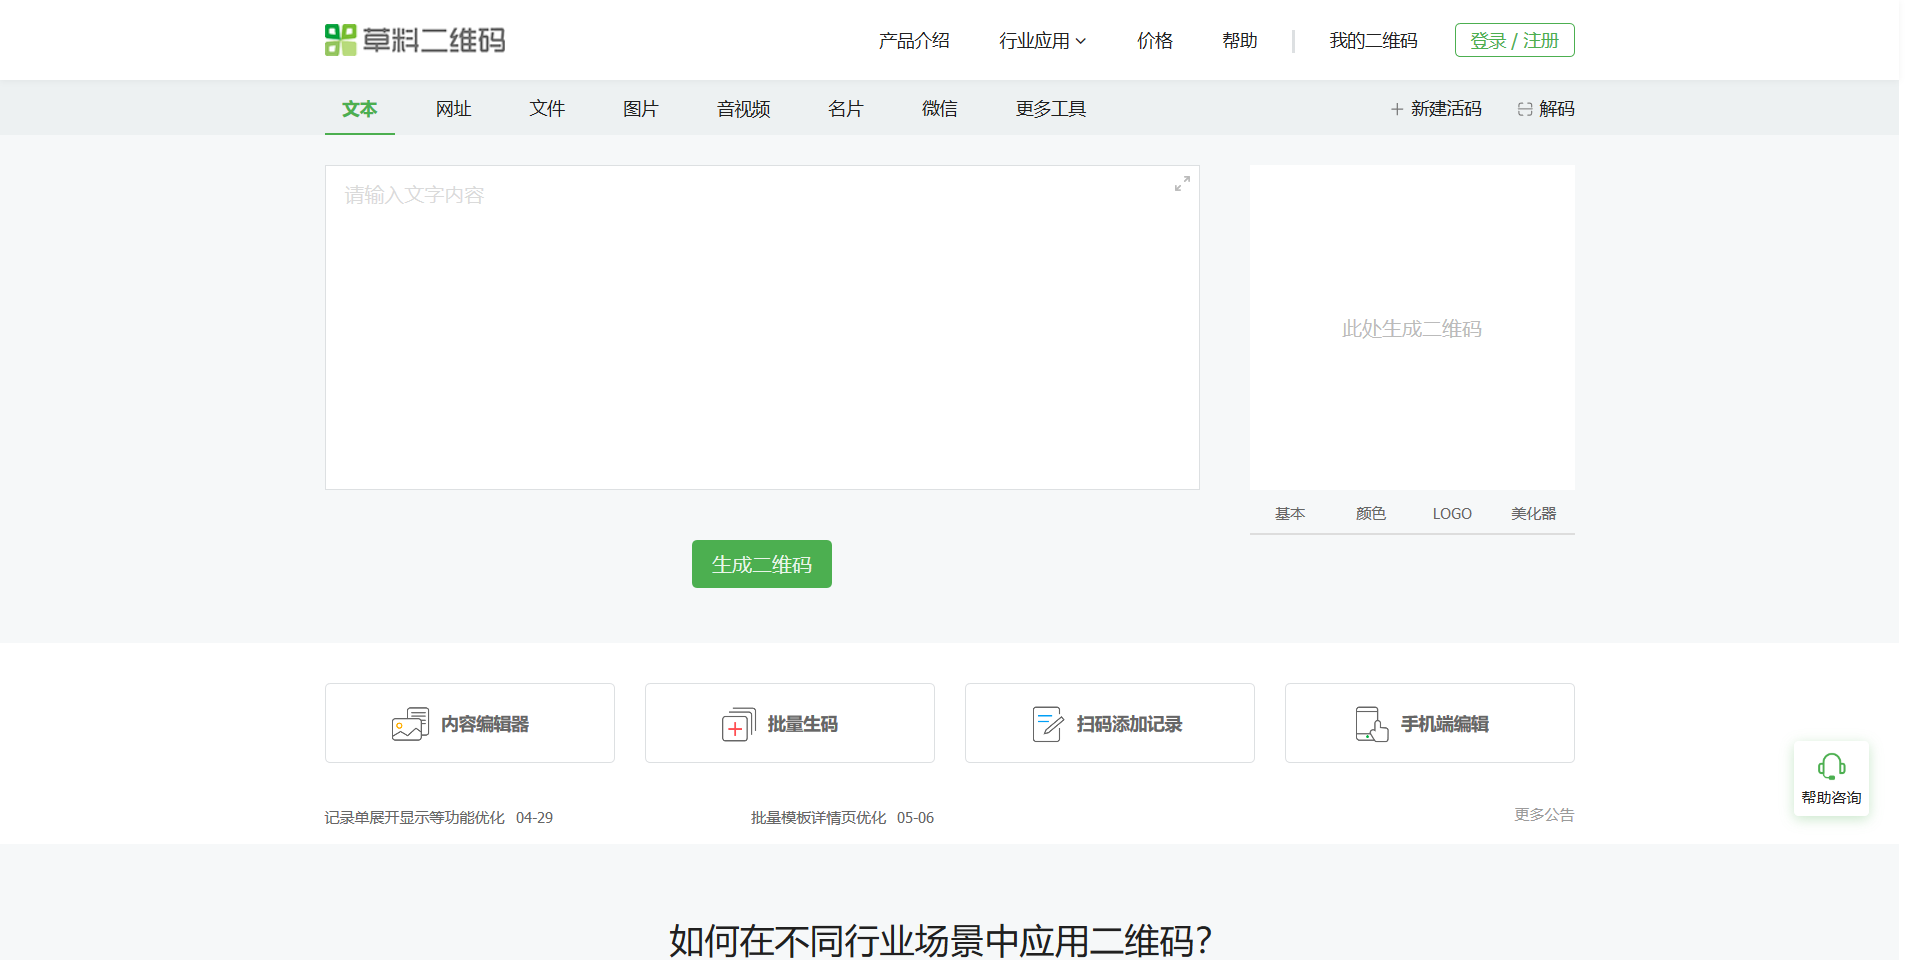 草料二维码
产品介绍 行业应用 价格 帮助 我的二维码 登录 / 注册
文本 网址 文件 图片 音视频 名片 微信 更多工具 新建活码 解码
请输入文字内容
此处生成二维码
基本 颜色 LOGO 美化器
生成二维码
内容编辑器 批量生码 扫码添加记录 手机端编辑
帮助咨询
记录单展开显示等功能优化 04-29 批量模板详情页优化 05-06 更多公告
如何在不同行业场景中应用二维码？